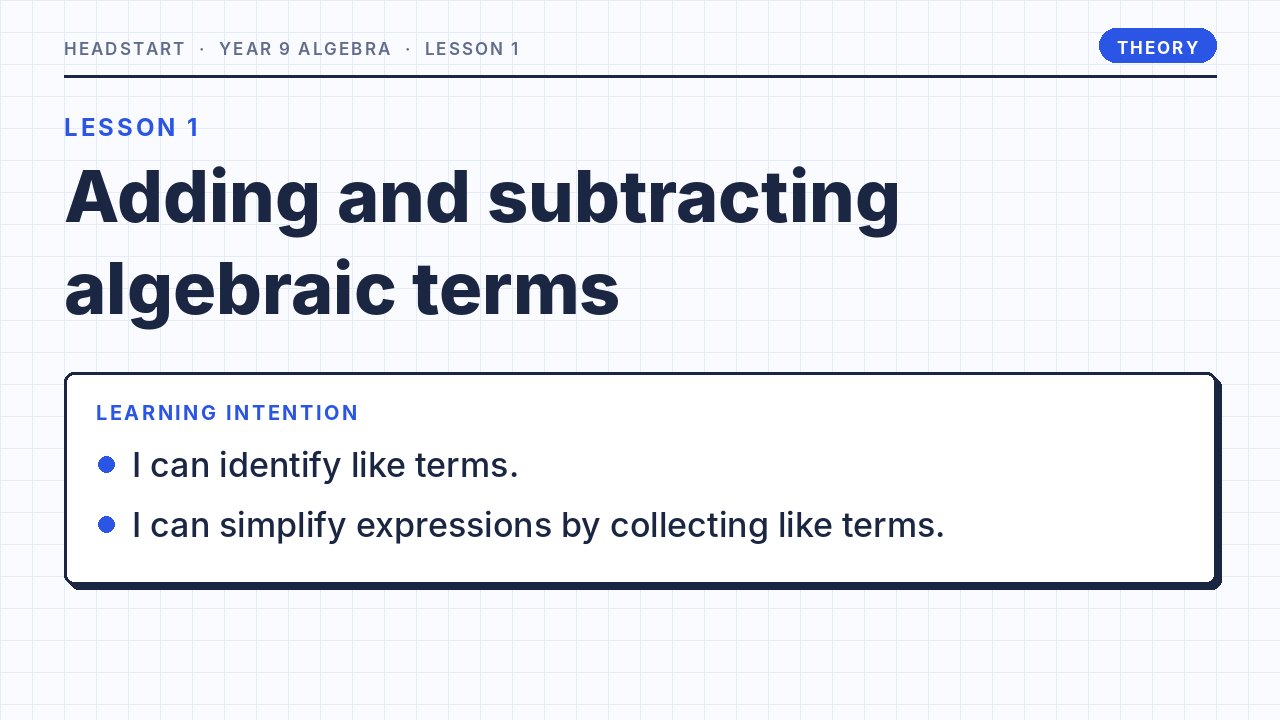 HEADSTART · YEAR 9 ALGEBRA · LESSON 1
THEORY
LESSON 1
Adding and subtracting
algebraic terms
LEARNING INTENTION
I can identify like terms.
I can simplify expressions by collecting like terms.